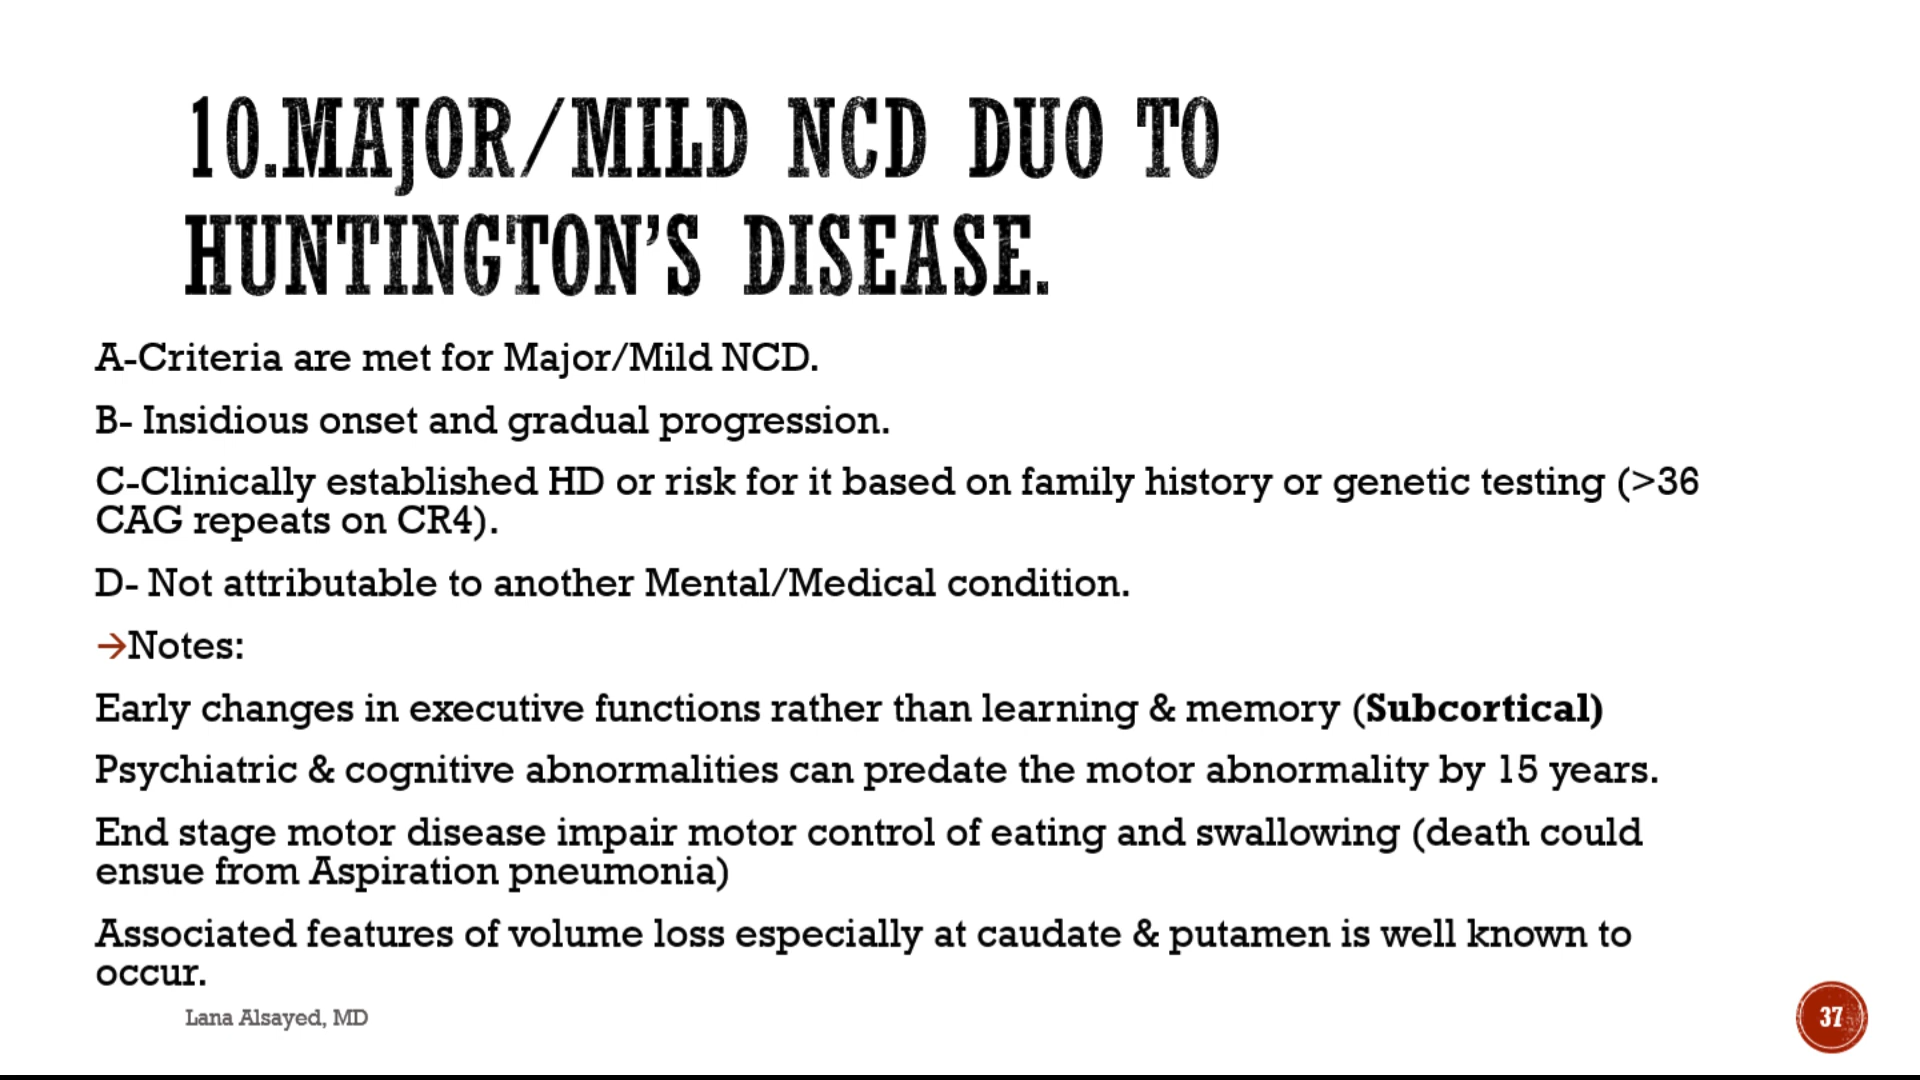 10.MAJOR/MILD NCD DUO TO
HUNTINGTON'S DISEASE.
A-Criteria are met for Major/Mild NCD.
B- Insidious onset and gradual progression.
C-Clinically established HD or risk for it based on family history or genetic testing (>36
CAG repeats on CR4).
D- Not attributable to another Mental/Medical condition.
→Notes:
Early changes in executive functions rather than learning & memory (Subcortical)
Psychiatric & cognitive abnormalities can predate the motor abnormality by 15 years.
End stage motor disease impair motor control of eating and swallowing (death could
ensue from Aspiration pneumonia)
Associated features of volume loss especially at caudate & putamen is well known to
occur.
Lana Alsayed, MD
37